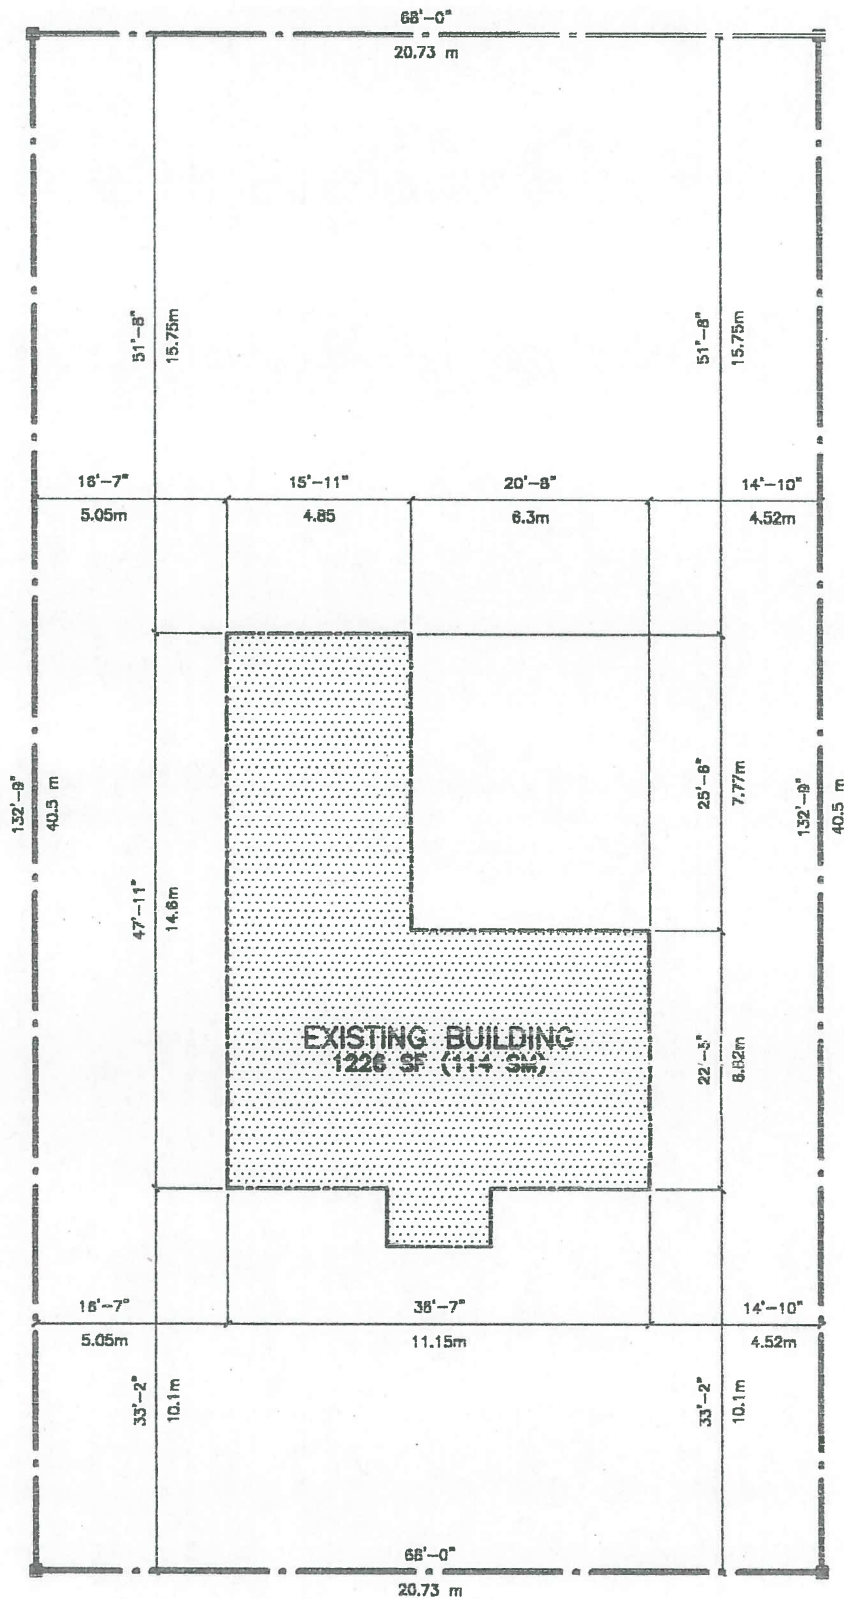 68'-0"
20.73 m
51'-8"
15.75m
51'-8"
15.75m
16'-7"
15'-11"
20'-8"
14'-10"
5.05m
4.85
6.3m
4.52m
132'-9"
40.5 m
47'-11"
14.6m
25'-6"
7.77m
132'-9"
40.5 m
EXISTING BUILDING
1226 SF (114 SM)
22'-5"
16'-7"
36'-7"
14'-10"
5.05m
11.15m
4.52m
33'-2"
10.1m
33'-2"
10.1m
68'-0"
20.73 m